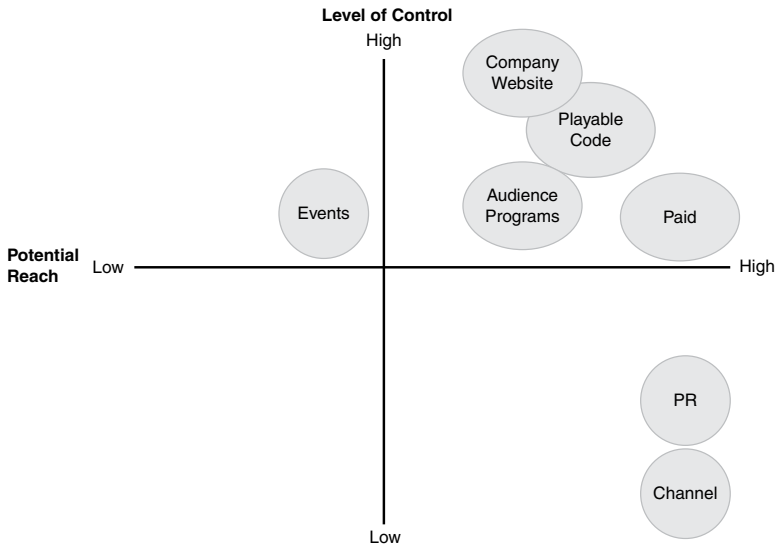 Level of Control
High
Company
Website
Playable
Code
Events
Audience
Programs
Paid
Potential
Reach
Low
High
PR
Channel
Low